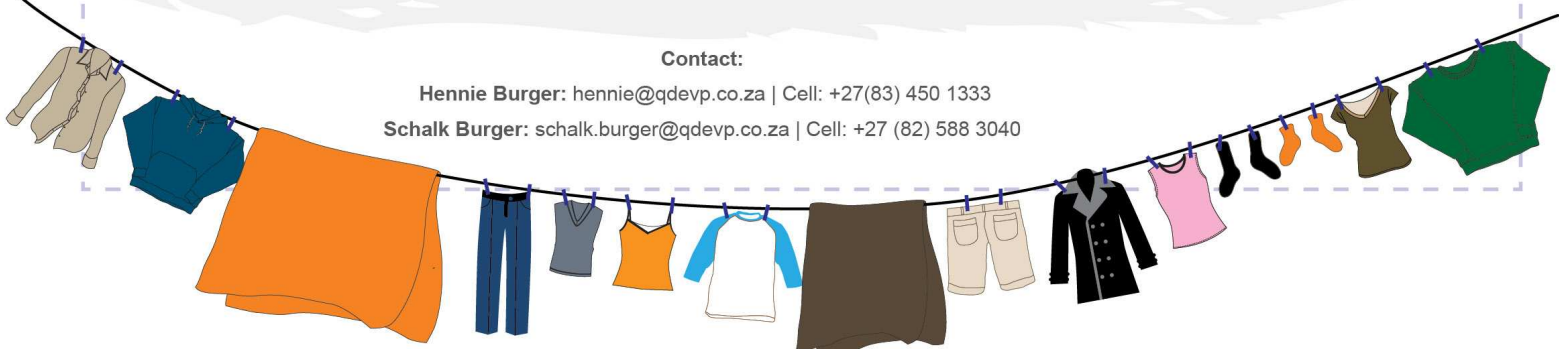 Contact:
Hennie Burger: hennie@qdevp.co.za | Cell: +27(83) 450 1333
Schalk Burger: schalk.burger@qdevp.co.za | Cell: +27 (82) 588 3040